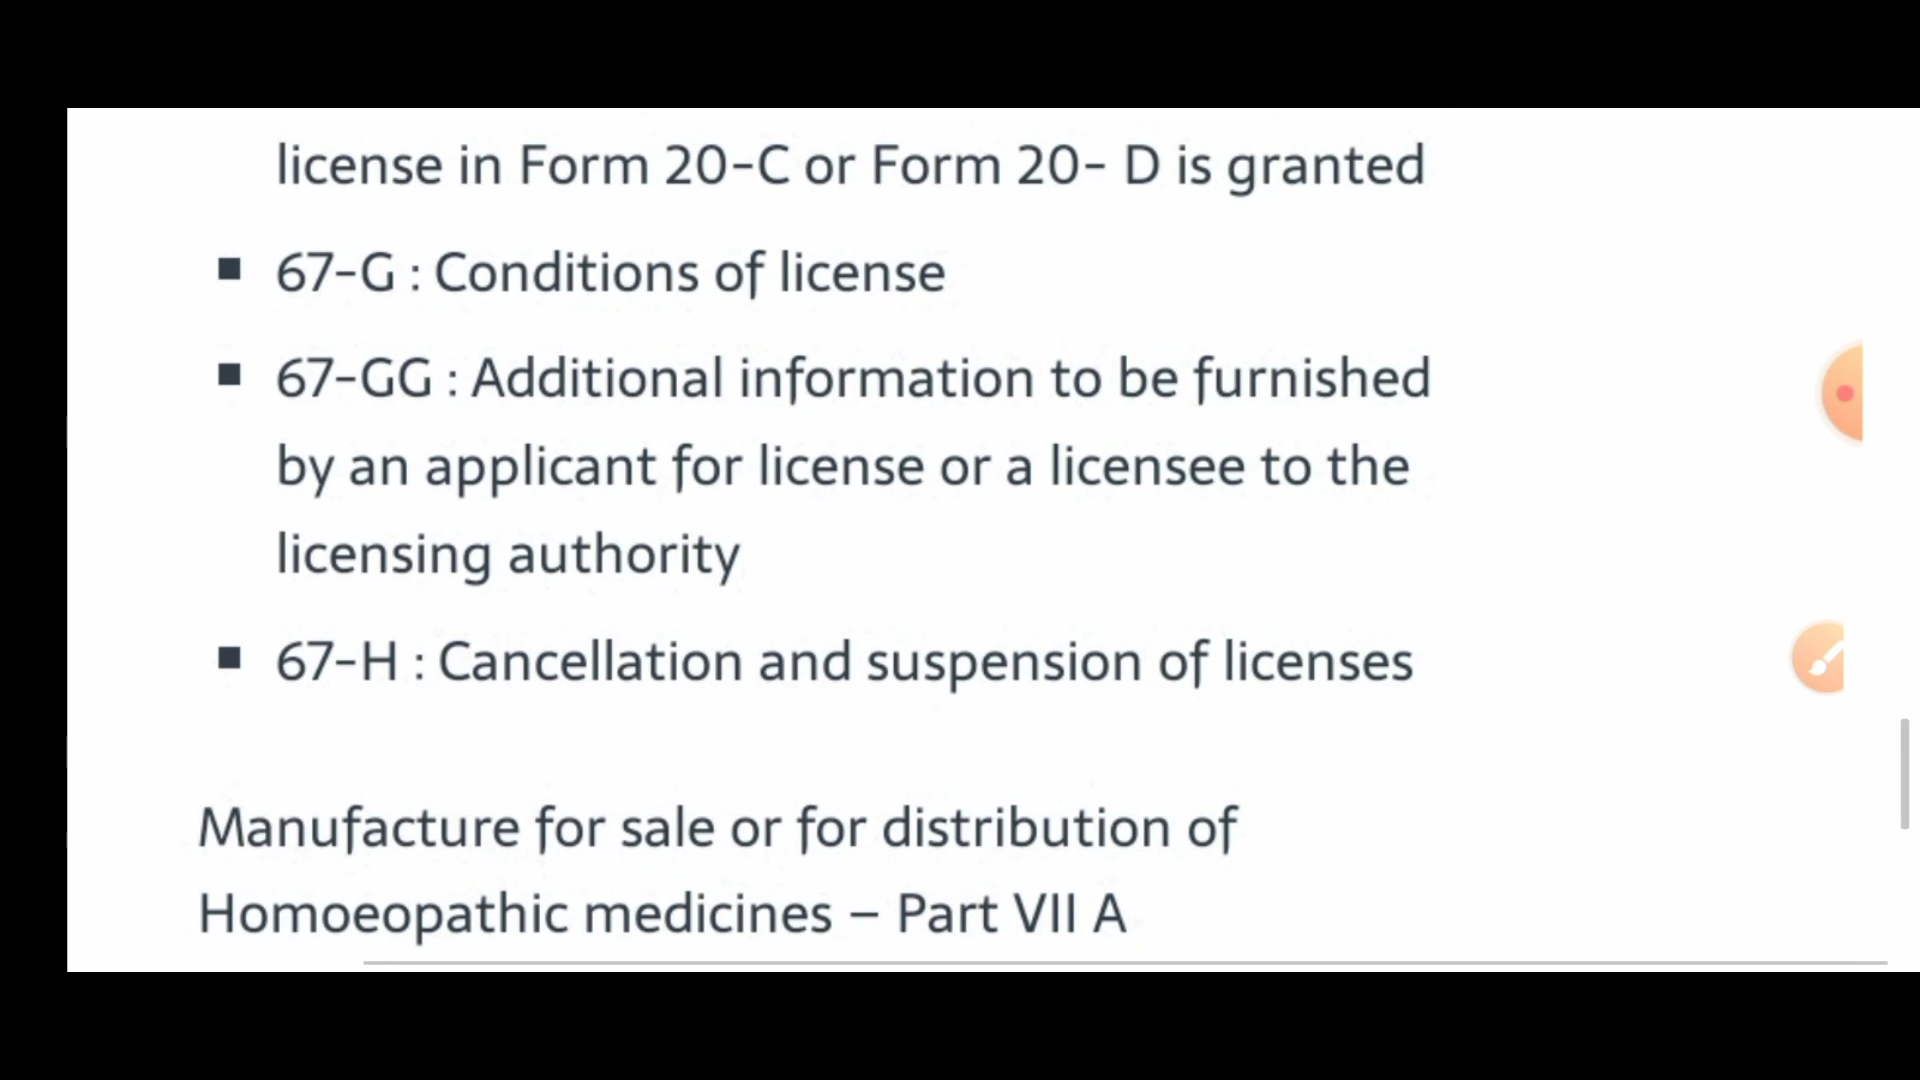 license in Form 20-C or Form 20- D is granted
▪ 67-G : Conditions of license
▪ 67-GG : Additional information to be furnished
by an applicant for license or a licensee to the
licensing authority
▪ 67-H : Cancellation and suspension of licenses
Manufacture for sale or for distribution of
Homoeopathic medicines – Part VII A